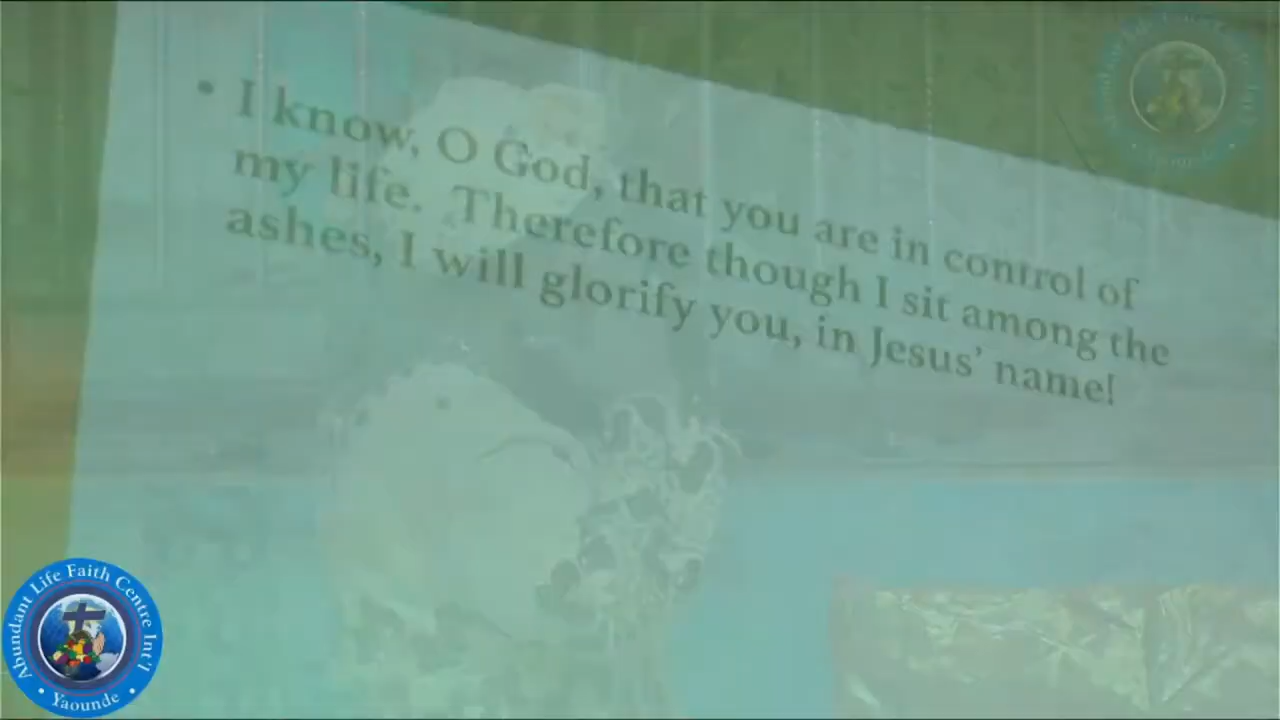 • I know, O God, that you are in control of
my life. Therefore though I sit among the
ashes, I will glorify you, in Jesus' name!
Abundant Life Faith Centre Int'l
• Yaounde •